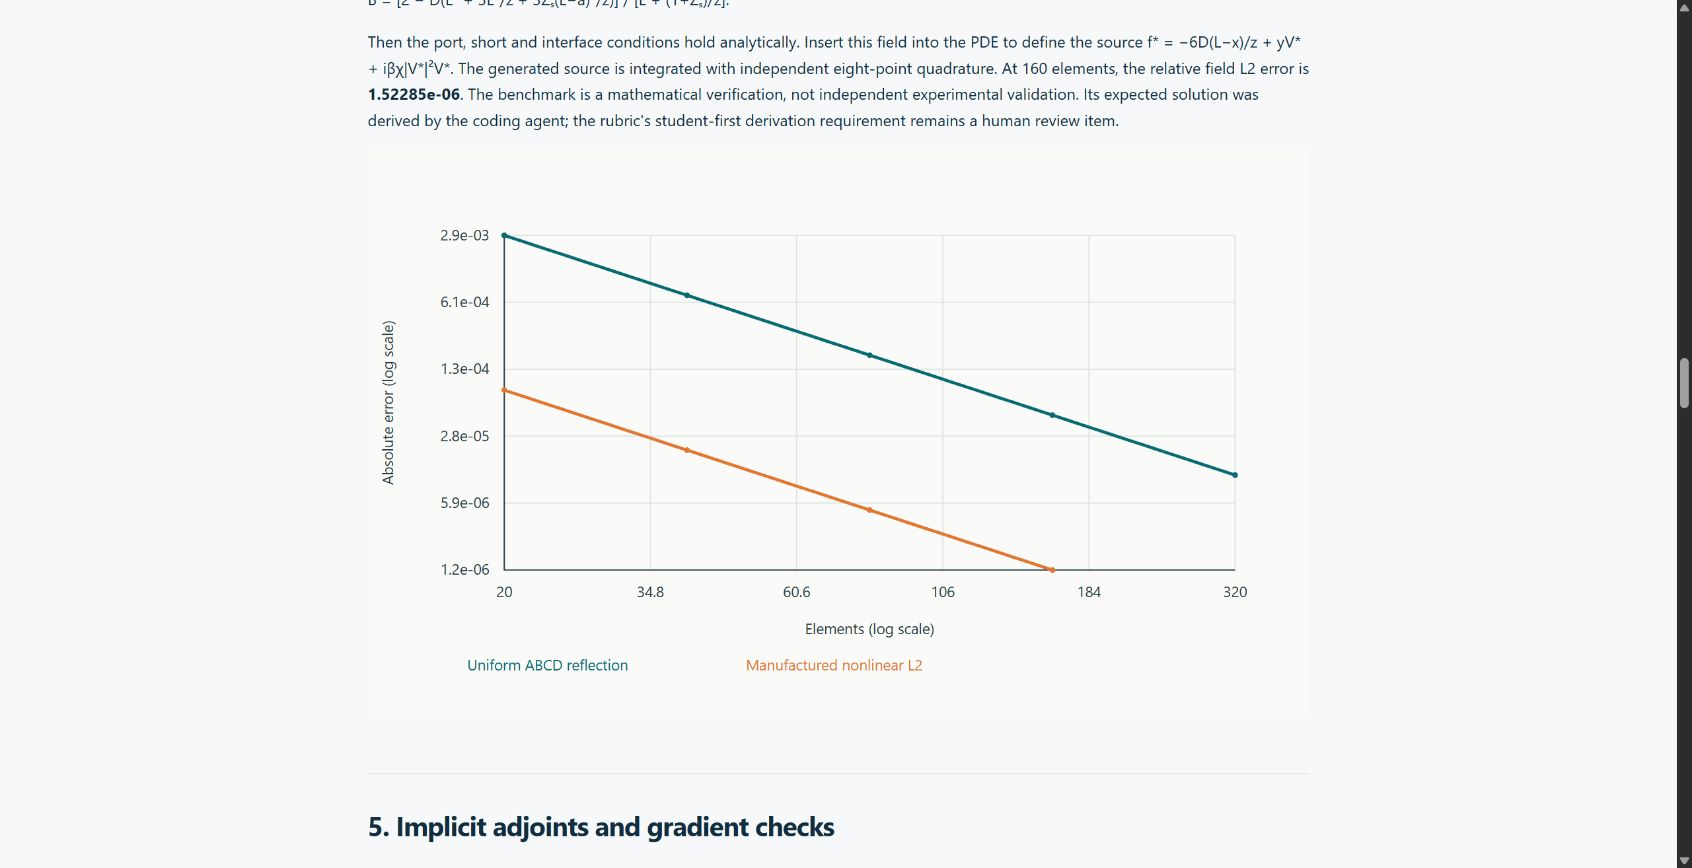 Then the port, short and interface conditions hold analytically. Insert this field into the PDE to define the source f* = −6D(L−x)/z + yV*
+ iβχ|V*|²V*. The generated source is integrated with independent eight-point quadrature. At 160 elements, the relative field L2 error is
1.52285e-06. The benchmark is a mathematical verification, not independent experimental validation. Its expected solution was
derived by the coding agent; the rubric's student-first derivation requirement remains a human review item.
2.9e-03
6.1e-04
1.3e-04
2.8e-05
5.9e-06
1.2e-06
Absolute error (log scale)
20 34.8 60.6 106 184 320
Elements (log scale)
Uniform ABCD reflection Manufactured nonlinear L2
5. Implicit adjoints and gradient checks